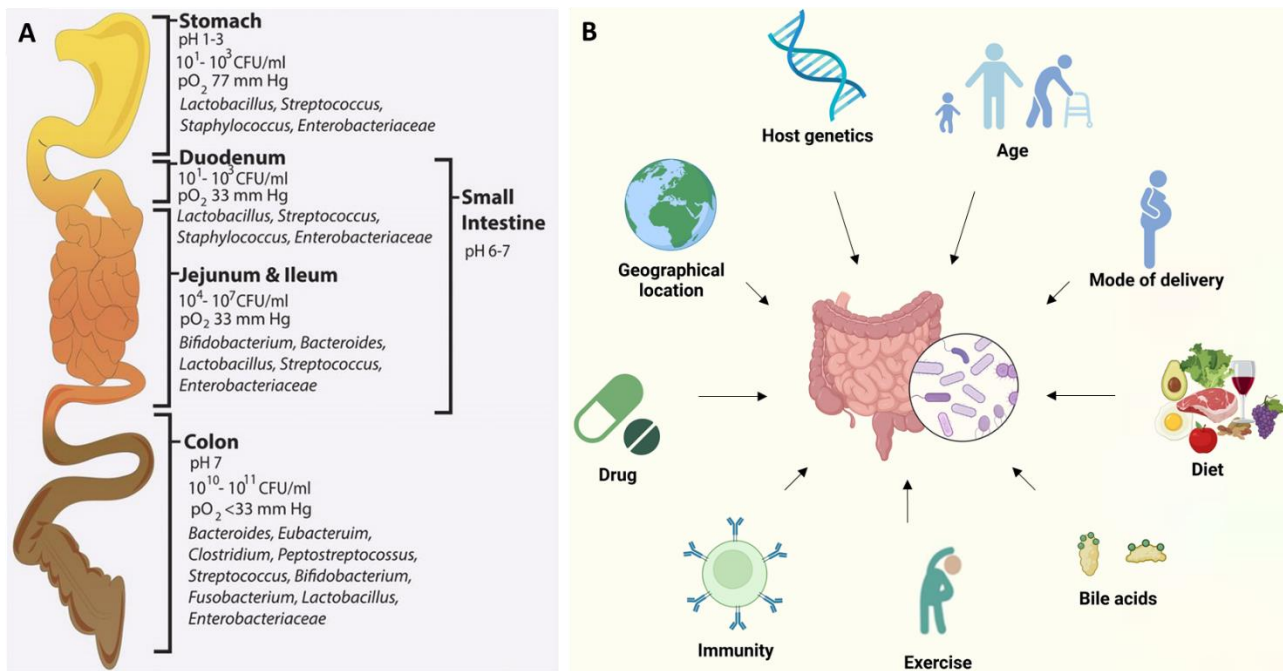 A
Stomach
pH 1-3
10¹- 10³ CFU/ml
pO₂ 77 mm Hg
Lactobacillus, Streptococcus,
Staphylococcus, Enterobacteriaceae
Duodenum
10¹- 10³ CFU/ml
pO₂ 33 mm Hg
Lactobacillus, Streptococcus,
Staphylococcus, Enterobacteriaceae
Jejunum & Ileum
10⁴- 10⁷ CFU/ml
pO₂ 33 mm Hg
Bifidobacterium, Bacteroides,
Lactobacillus, Streptococcus,
Enterobacteriaceae
Small
Intestine
pH 6-7
Colon
pH 7
10¹⁰- 10¹¹ CFU/ml
pO₂ <33 mm Hg
Bacteroides, Eubacteruim,
Clostridium, Peptostreptocossus,
Streptococcus, Bifidobacterium,
Fusobacterium, Lactobacillus,
Enterobacteriaceae
B
Host genetics
Age
Geographical
location
Mode of delivery
Drug
Diet
Immunity
Exercise
Bile acids